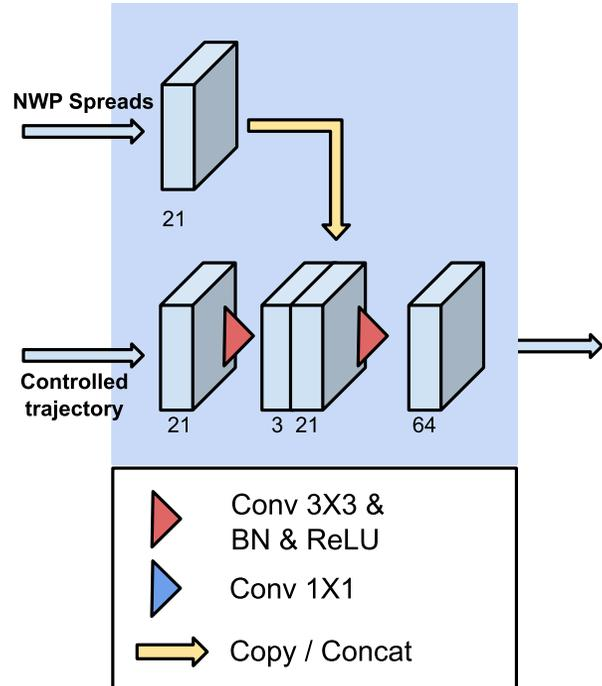 NWP Spreads
21
Controlled
trajectory
21
3 21
64
Conv 3X3 &
BN & ReLU
Conv 1X1
Copy / Concat